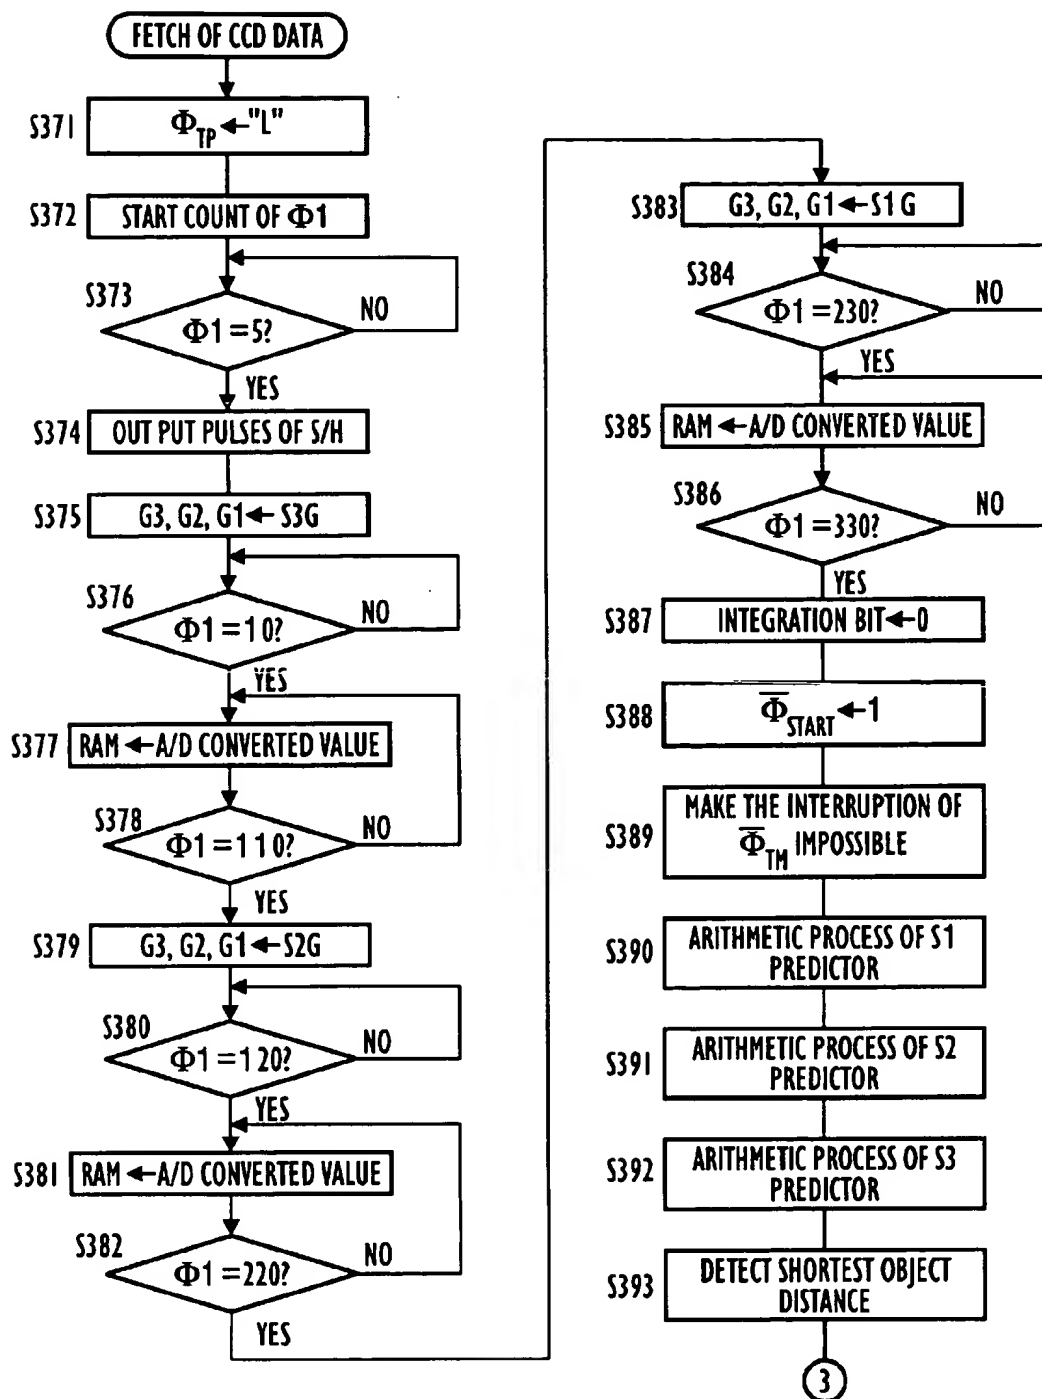 FETCH OF CCD DATA
S371
ΦTP ← "L"
S372
START COUNT OF Φ1
S373
Φ1 = 5?
NO
YES
S374
OUT PUT PULSES OF S/H
S375
G3, G2, G1 ← S3G
S376
Φ1 = 10?
NO
YES
S377
RAM ← A/D CONVERTED VALUE
S378
Φ1 = 110?
NO
YES
S379
G3, G2, G1 ← S2G
S380
Φ1 = 120?
NO
YES
S381
RAM ← A/D CONVERTED VALUE
S382
Φ1 = 220?
NO
YES
S383
G3, G2, G1 ← S1 G
S384
Φ1 = 230?
NO
YES
S385
RAM ← A/D CONVERTED VALUE
S386
Φ1 = 330?
NO
YES
S387
INTEGRATION BIT ← 0
S388
Φ̅START ← 1
S389
MAKE THE INTERRUPTION OF
Φ̅TM IMPOSSIBLE
S390
ARITHMETIC PROCESS OF S1
PREDICTOR
S391
ARITHMETIC PROCESS OF S2
PREDICTOR
S392
ARITHMETIC PROCESS OF S3
PREDICTOR
S393
DETECT SHORTEST OBJECT
DISTANCE
3